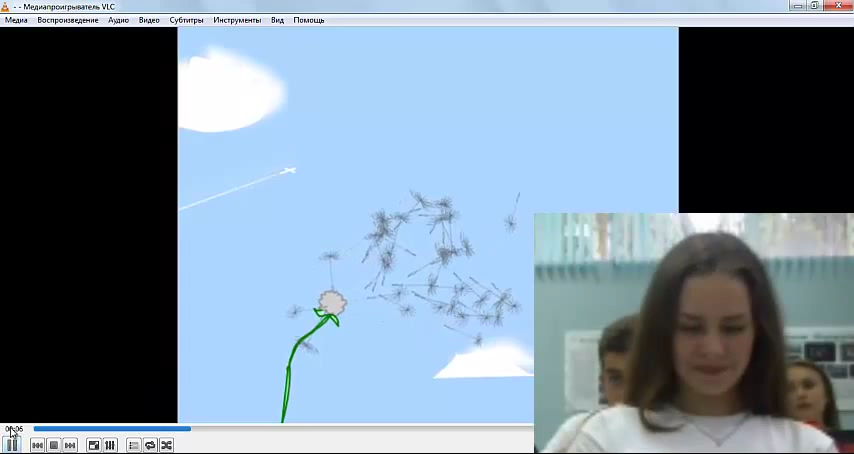 - - Медиапроигрыватель VLC
Медиа Воспроизведение Аудио Видео Субтитры Инструменты Вид Помощь